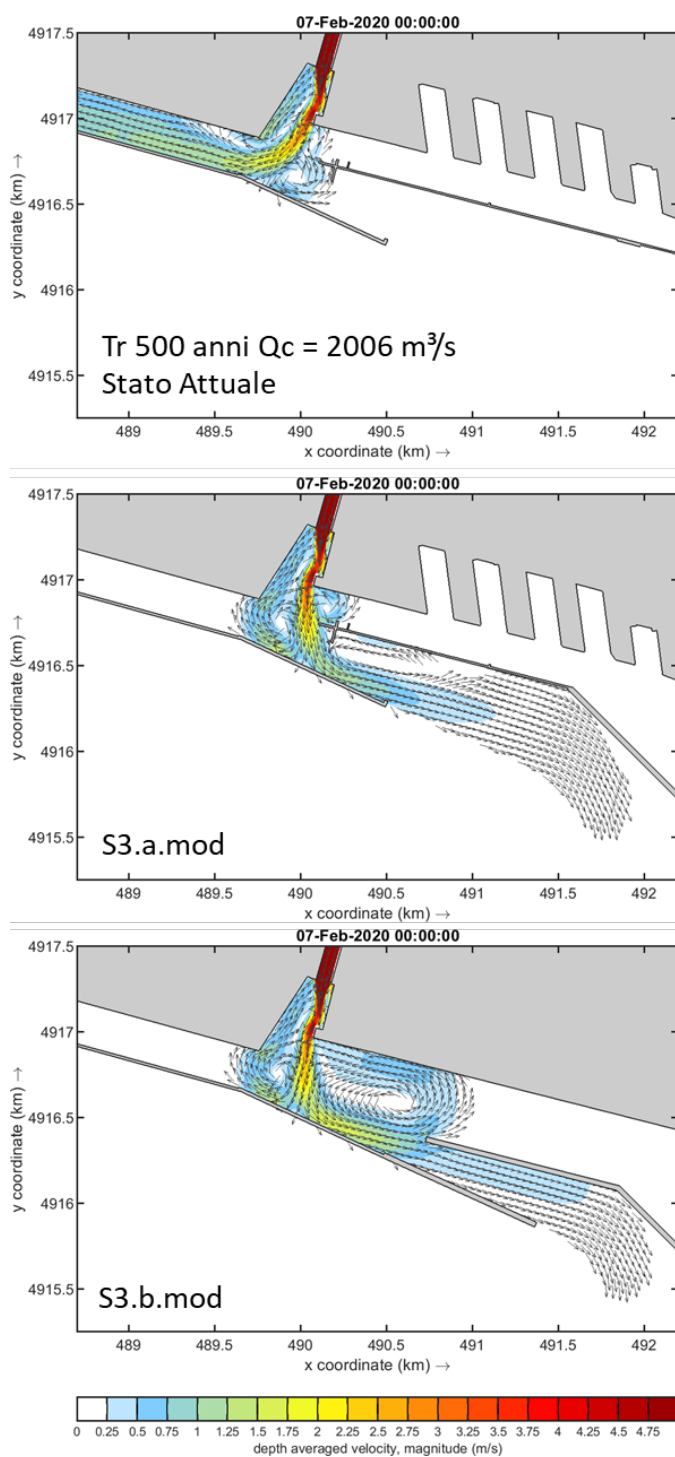 07-Feb-2020 00:00:00
4917.5
4917
4916.5
4916
4915.5
y coordinate (km) →
Tr 500 anni Qc = 2006 m³/s
Stato Attuale
489 489.5 490 490.5 491 491.5 492
x coordinate (km) →
07-Feb-2020 00:00:00
4917.5
4917
4916.5
4916
4915.5
y coordinate (km) →
S3.a.mod
489 489.5 490 490.5 491 491.5 492
x coordinate (km) →
07-Feb-2020 00:00:00
4917.5
4917
4916.5
4916
4915.5
y coordinate (km) →
S3.b.mod
489 489.5 490 490.5 491 491.5 492
x coordinate (km) →
0 0.25 0.5 0.75 1 1.25 1.5 1.75 2 2.25 2.5 2.75 3 3.25 3.5 3.75 4 4.25 4.5 4.75
depth averaged velocity, magnitude (m/s)